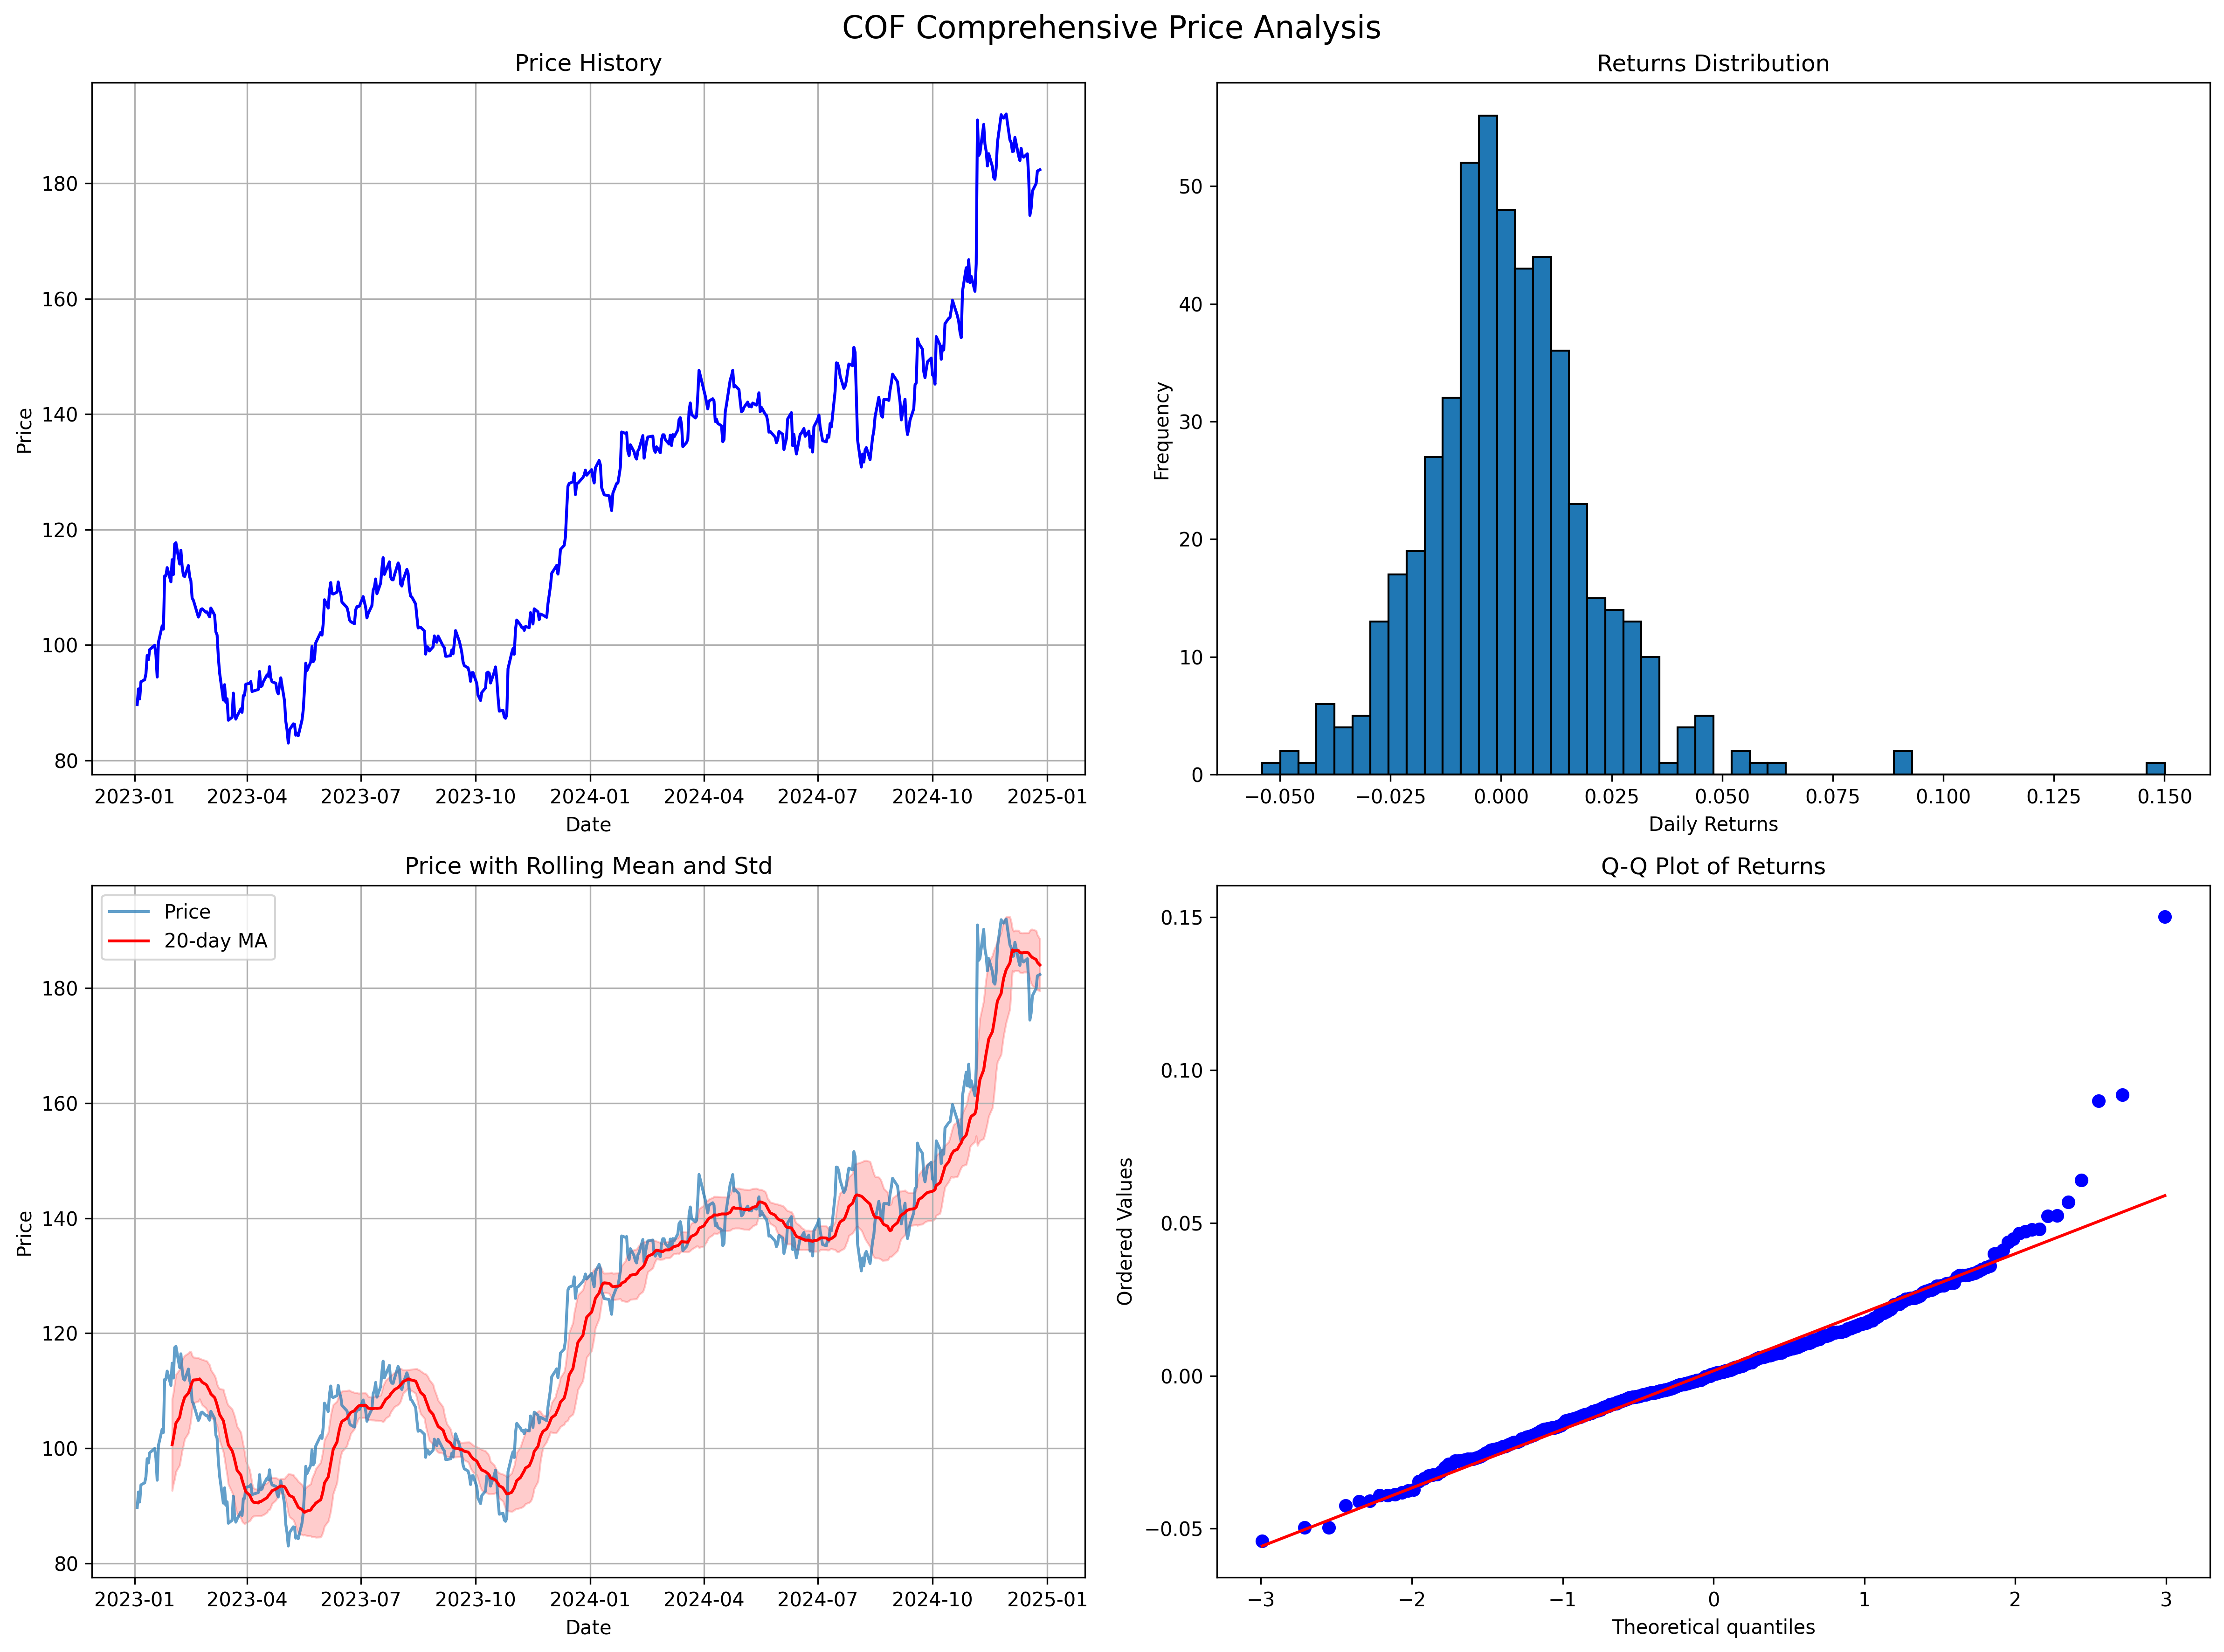 COF Comprehensive Price Analysis
Price History
Price
180
160
140
120
100
80
2023-01 2023-04 2023-07 2023-10 2024-01 2024-04 2024-07 2024-10 2025-01
Date
Returns Distribution
Frequency
50
40
30
20
10
0
−0.050 −0.025 0.000 0.025 0.050 0.075 0.100 0.125 0.150
Daily Returns
Price with Rolling Mean and Std
Price
20-day MA
Price
180
160
140
120
100
80
2023-01 2023-04 2023-07 2023-10 2024-01 2024-04 2024-07 2024-10 2025-01
Date
Q-Q Plot of Returns
Ordered Values
0.15
0.10
0.05
0.00
−0.05
−3 −2 −1 0 1 2 3
Theoretical quantiles